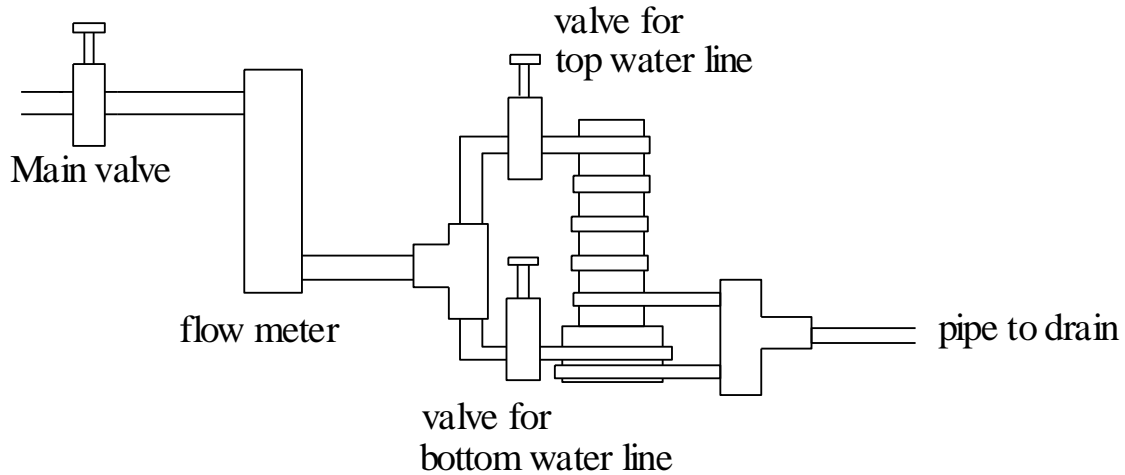 valve for
top water line
Main valve
flow meter
pipe to drain
valve for
bottom water line